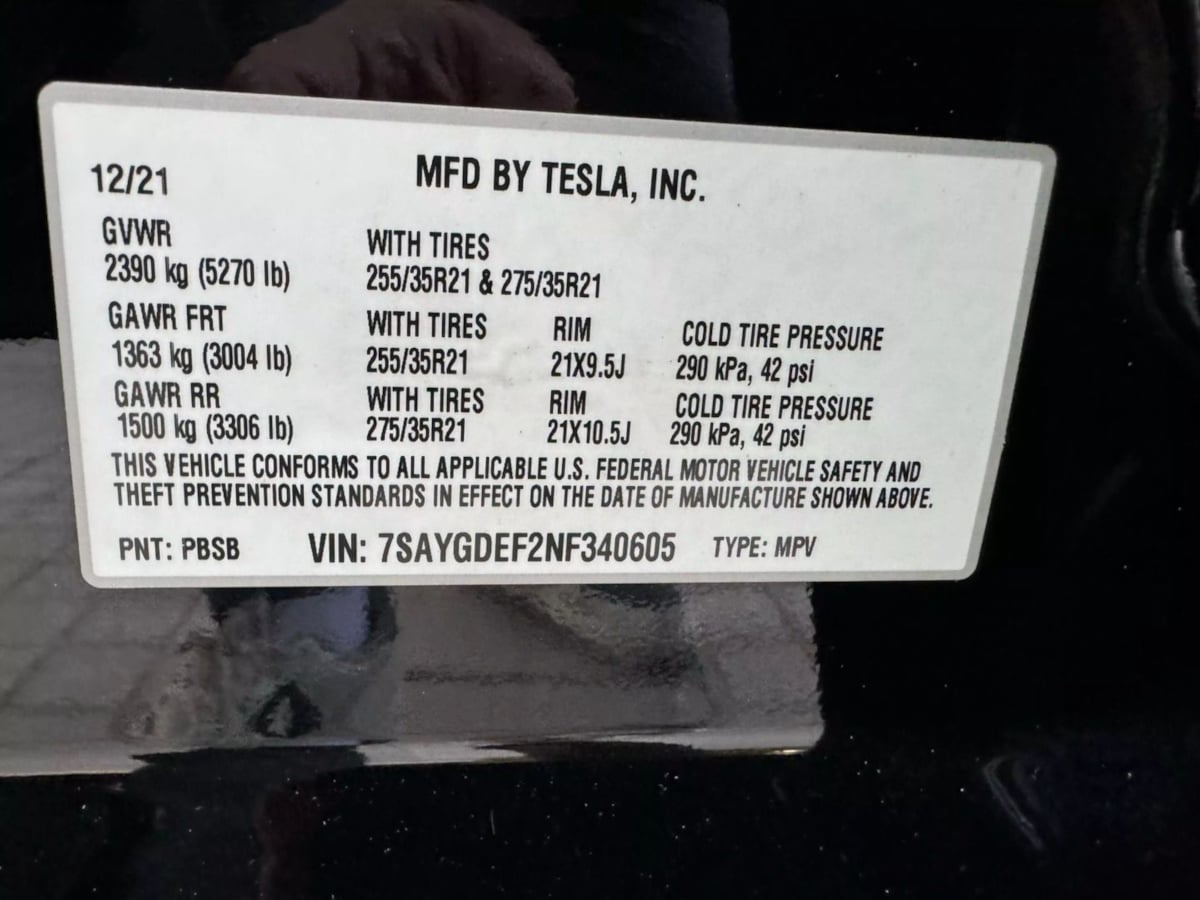 12/21 MFD BY TESLA, INC.
GVWR WITH TIRES
2390 kg (5270 lb) 255/35R21 & 275/35R21
GAWR FRT WITH TIRES RIM COLD TIRE PRESSURE
1363 kg (3004 lb) 255/35R21 21X9.5J 290 kPa, 42 psi
GAWR RR WITH TIRES RIM COLD TIRE PRESSURE
1500 kg (3306 lb) 275/35R21 21X10.5J 290 kPa, 42 psi
THIS VEHICLE CONFORMS TO ALL APPLICABLE U.S. FEDERAL MOTOR VEHICLE SAFETY AND
THEFT PREVENTION STANDARDS IN EFFECT ON THE DATE OF MANUFACTURE SHOWN ABOVE.
PNT: PBSB VIN: 7SAYGDEF2NF340605 TYPE: MPV